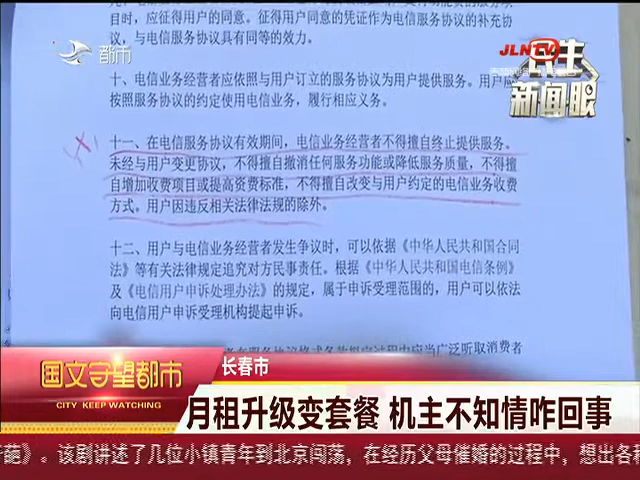 目时，应征得用户的同意。征得用户同意的凭证作为电信服务协议的补充协
议，与电信服务协议具有同等的效力。
都市
JLNTV
民生
新闻眼
十、电信业务经营者应依照与用户订立的服务协议为用户提供服务。用户应
按照服务协议的约定使用电信业务，履行相应义务。
十一、在电信服务协议有效期间，电信业务经营者不得擅自终止提供服务。
未经与用户变更协议，不得擅自撤消任何服务功能或降低服务质量，不得擅
自增加收费项目或提高资费标准，不得擅自改变与用户约定的电信业务收费
方式。用户因违反相关法律法规的除外。
十二、用户与电信业务经营者发生争议时，可以依据《中华人民共和国合同
法》等有关法律规定追究对方民事责任。根据《中华人民共和国电信条例》
及《电信用户申诉处理办法》的规定，属于申诉受理范围的，用户可以依法
向电信用户申诉受理机构提起申诉。
应当广泛听取消费者
长春市
国文守望都市
CITY KEEP WATCHING
月租升级变套餐 机主不知情咋回事
》。该剧讲述了几位小镇青年到北京闯荡，在经历父母催婚的过程中，想出各种